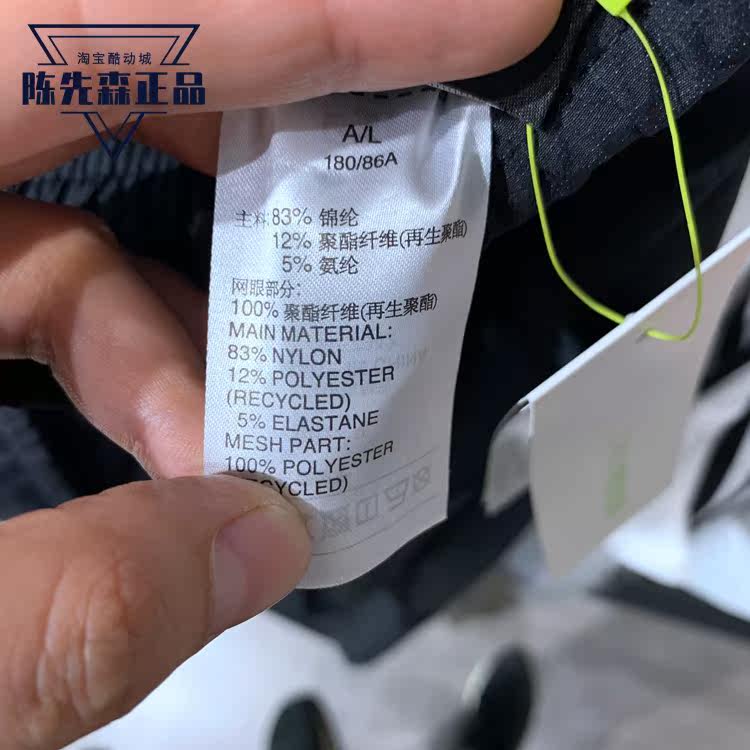 淘宝酷动城
陈先森正品
A/L
180/86A
主料:83% 锦纶
12% 聚酯纤维(再生聚酯)
5% 氨纶
网眼部分:
100% 聚酯纤维(再生聚酯)
MAIN MATERIAL:
83% NYLON
12% POLYESTER
(RECYCLED)
5% ELASTANE
MESH PART:
100% POLYESTER